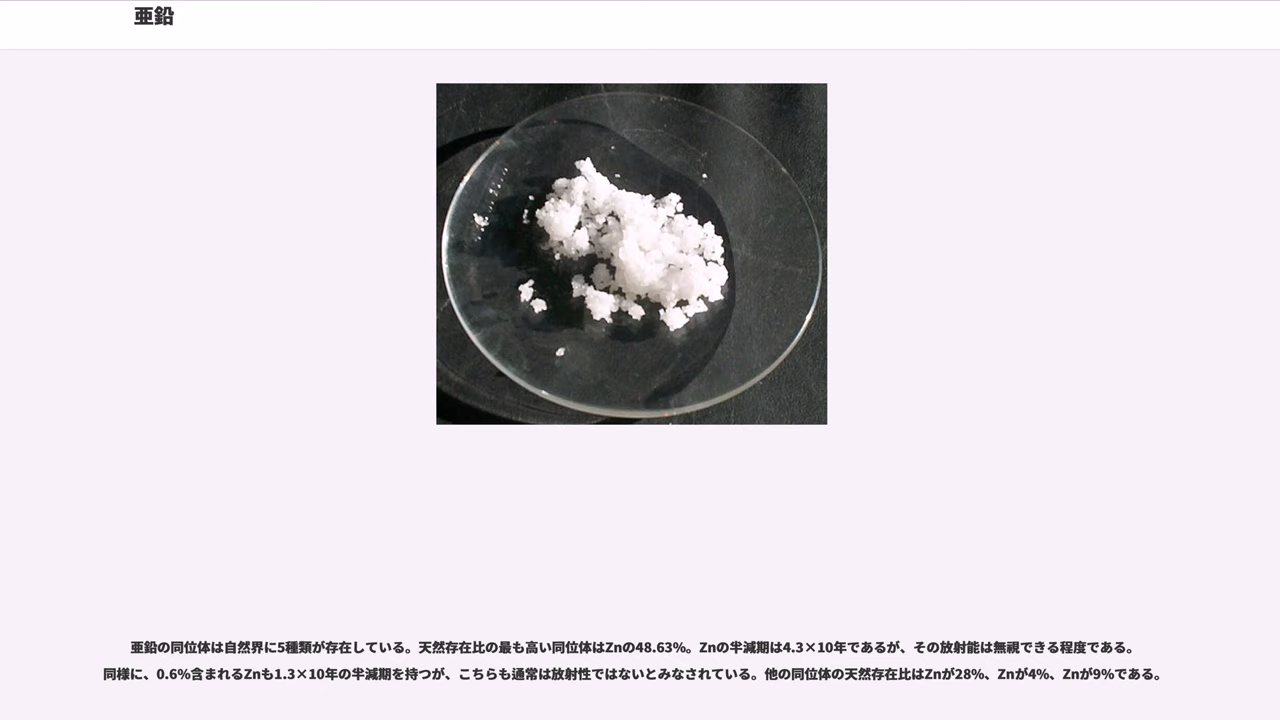 亜鉛
亜鉛の同位体は自然界に5種類が存在している。天然存在比の最も高い同位体はZnの48.63%。Znの半減期は4.3×10年であるが、その放射能は無視できる程度である。
同様に、0.6%含まれるZnも1.3×10年の半減期を持つが、こちらも通常は放射性ではないとみなされている。他の同位体の天然存在比はZnが28%、Znが4%、Znが9%である。